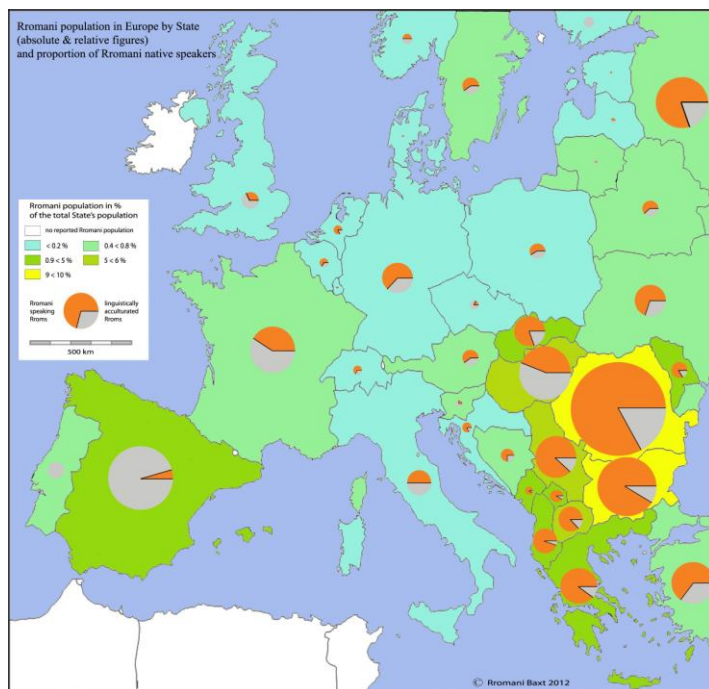 Rromani population in Europe by State
(absolute & relative figures)
and proportion of Rromani native speakers
Rromani population in %
of the total State's population
no reported Rromani population
< 0.2 %
0.4 < 0.8 %
0.9 < 5 %
5 < 6 %
9 < 10 %
Rromani
speaking
Rroms
linguistically
acculturated
Rroms
500 km
© Rromani Baxt 2012